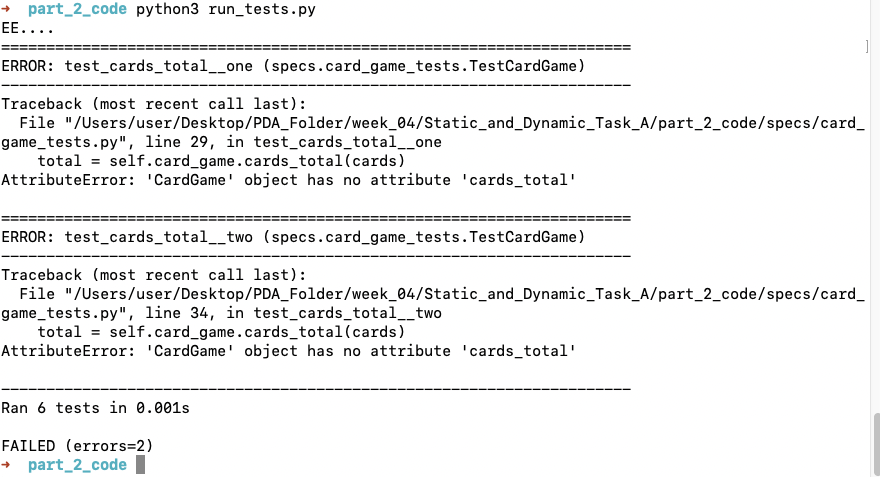 → part_2_code python3 run_tests.py
EE....
======================================================================
ERROR: test_cards_total__one (specs.card_game_tests.TestCardGame)
----------------------------------------------------------------------
Traceback (most recent call last):
  File "/Users/user/Desktop/PDA_Folder/week_04/Static_and_Dynamic_Task_A/part_2_code/specs/card_
game_tests.py", line 29, in test_cards_total__one
    total = self.card_game.cards_total(cards)
AttributeError: 'CardGame' object has no attribute 'cards_total'

======================================================================
ERROR: test_cards_total__two (specs.card_game_tests.TestCardGame)
----------------------------------------------------------------------
Traceback (most recent call last):
  File "/Users/user/Desktop/PDA_Folder/week_04/Static_and_Dynamic_Task_A/part_2_code/specs/card_
game_tests.py", line 34, in test_cards_total__two
    total = self.card_game.cards_total(cards)
AttributeError: 'CardGame' object has no attribute 'cards_total'

----------------------------------------------------------------------
Ran 6 tests in 0.001s

FAILED (errors=2)
→ part_2_code